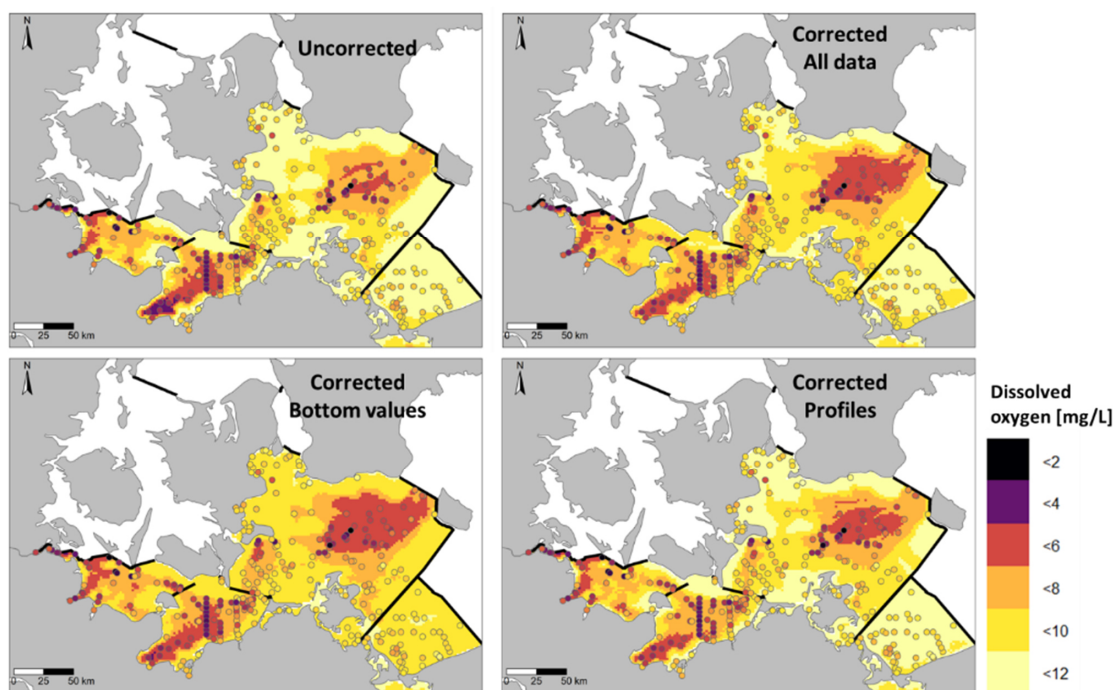 N
Uncorrected
0 25 50 km
N
Corrected
All data
0 25 50 km
N
Corrected
Bottom values
0 25 50 km
N
Corrected
Profiles
0 25 50 km
Dissolved
oxygen [mg/L]
<2
<4
<6
<8
<10
<12